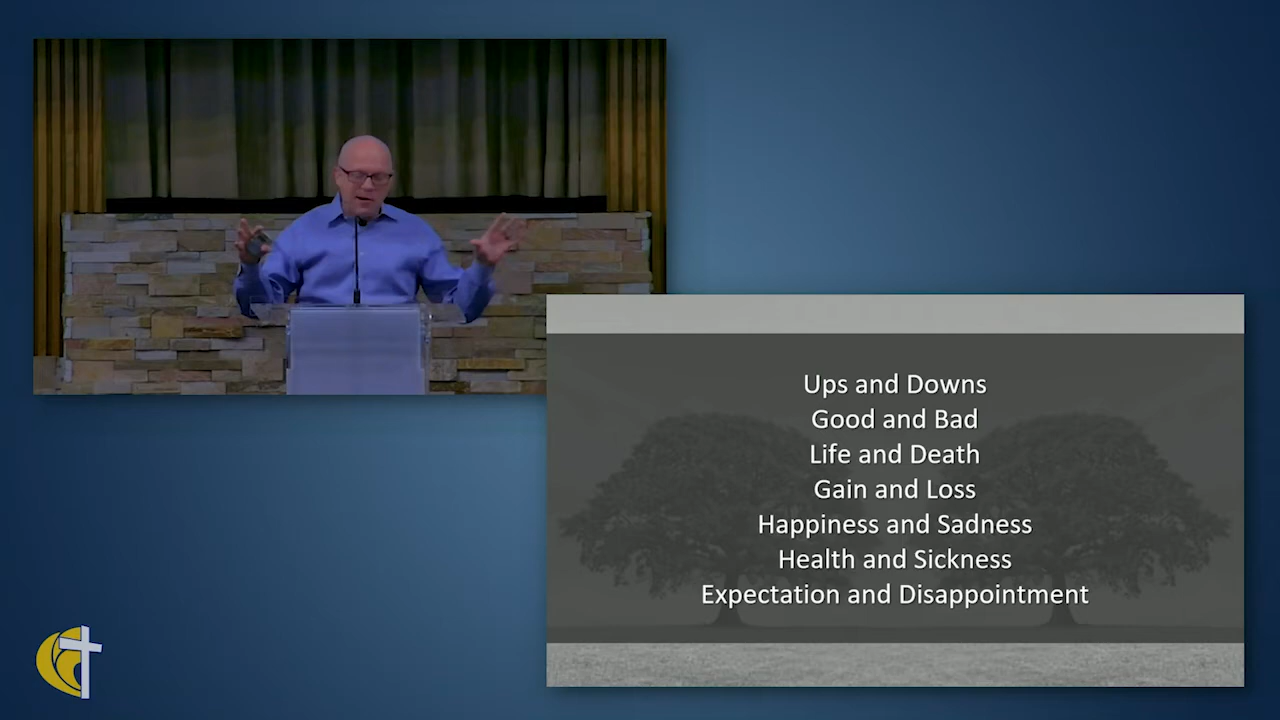 Ups and Downs
Good and Bad
Life and Death
Gain and Loss
Happiness and Sadness
Health and Sickness
Expectation and Disappointment